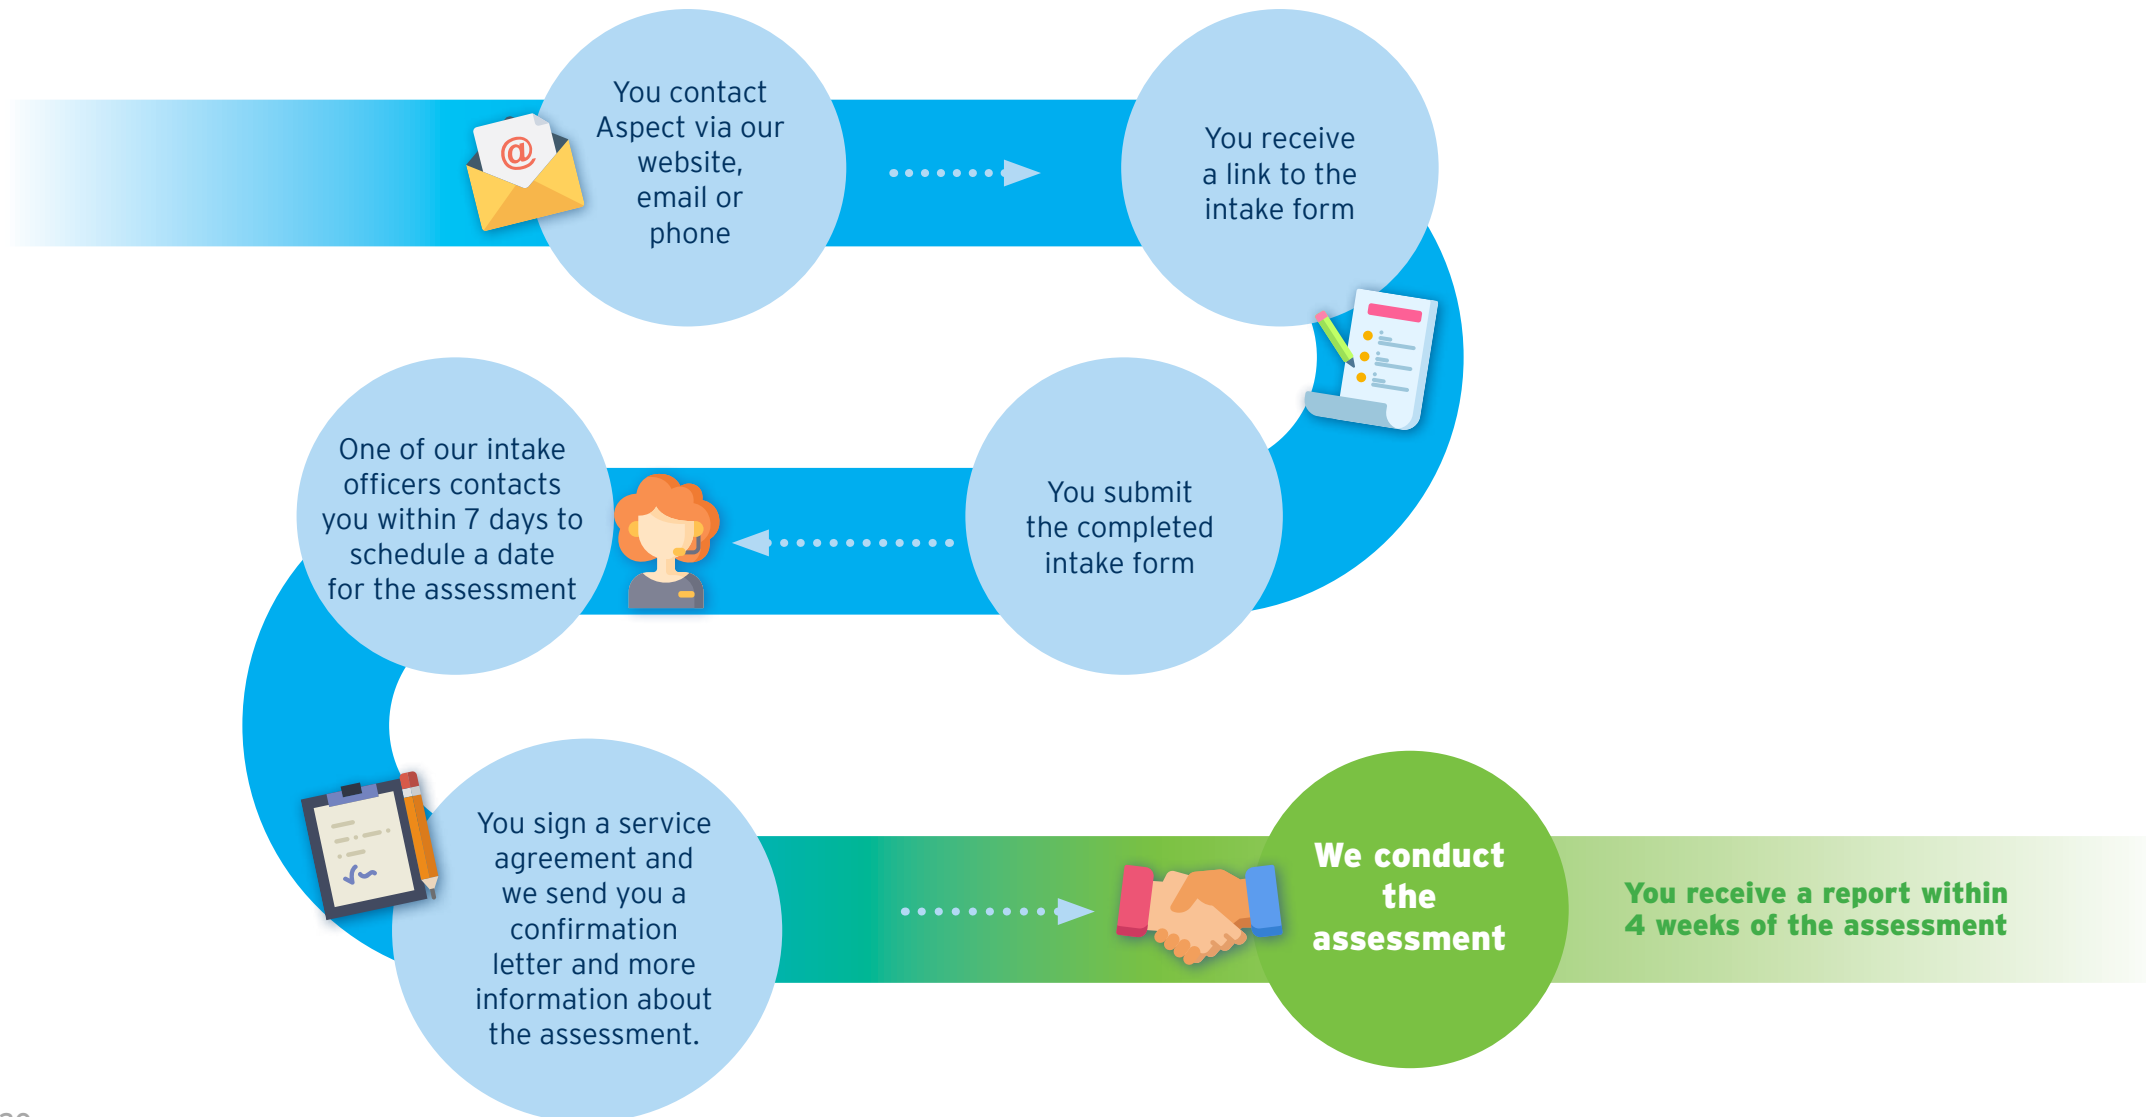 You contact
Aspect via our
website,
email or
phone
You receive
a link to the
intake form
You submit
the completed
intake form
One of our intake
officers contacts
you within 7 days to
schedule a date
for the assessment
You sign a service
agreement and
we send you a
confirmation
letter and more
information about
the assessment.
We conduct
the
assessment
You receive a report within
4 weeks of the assessment